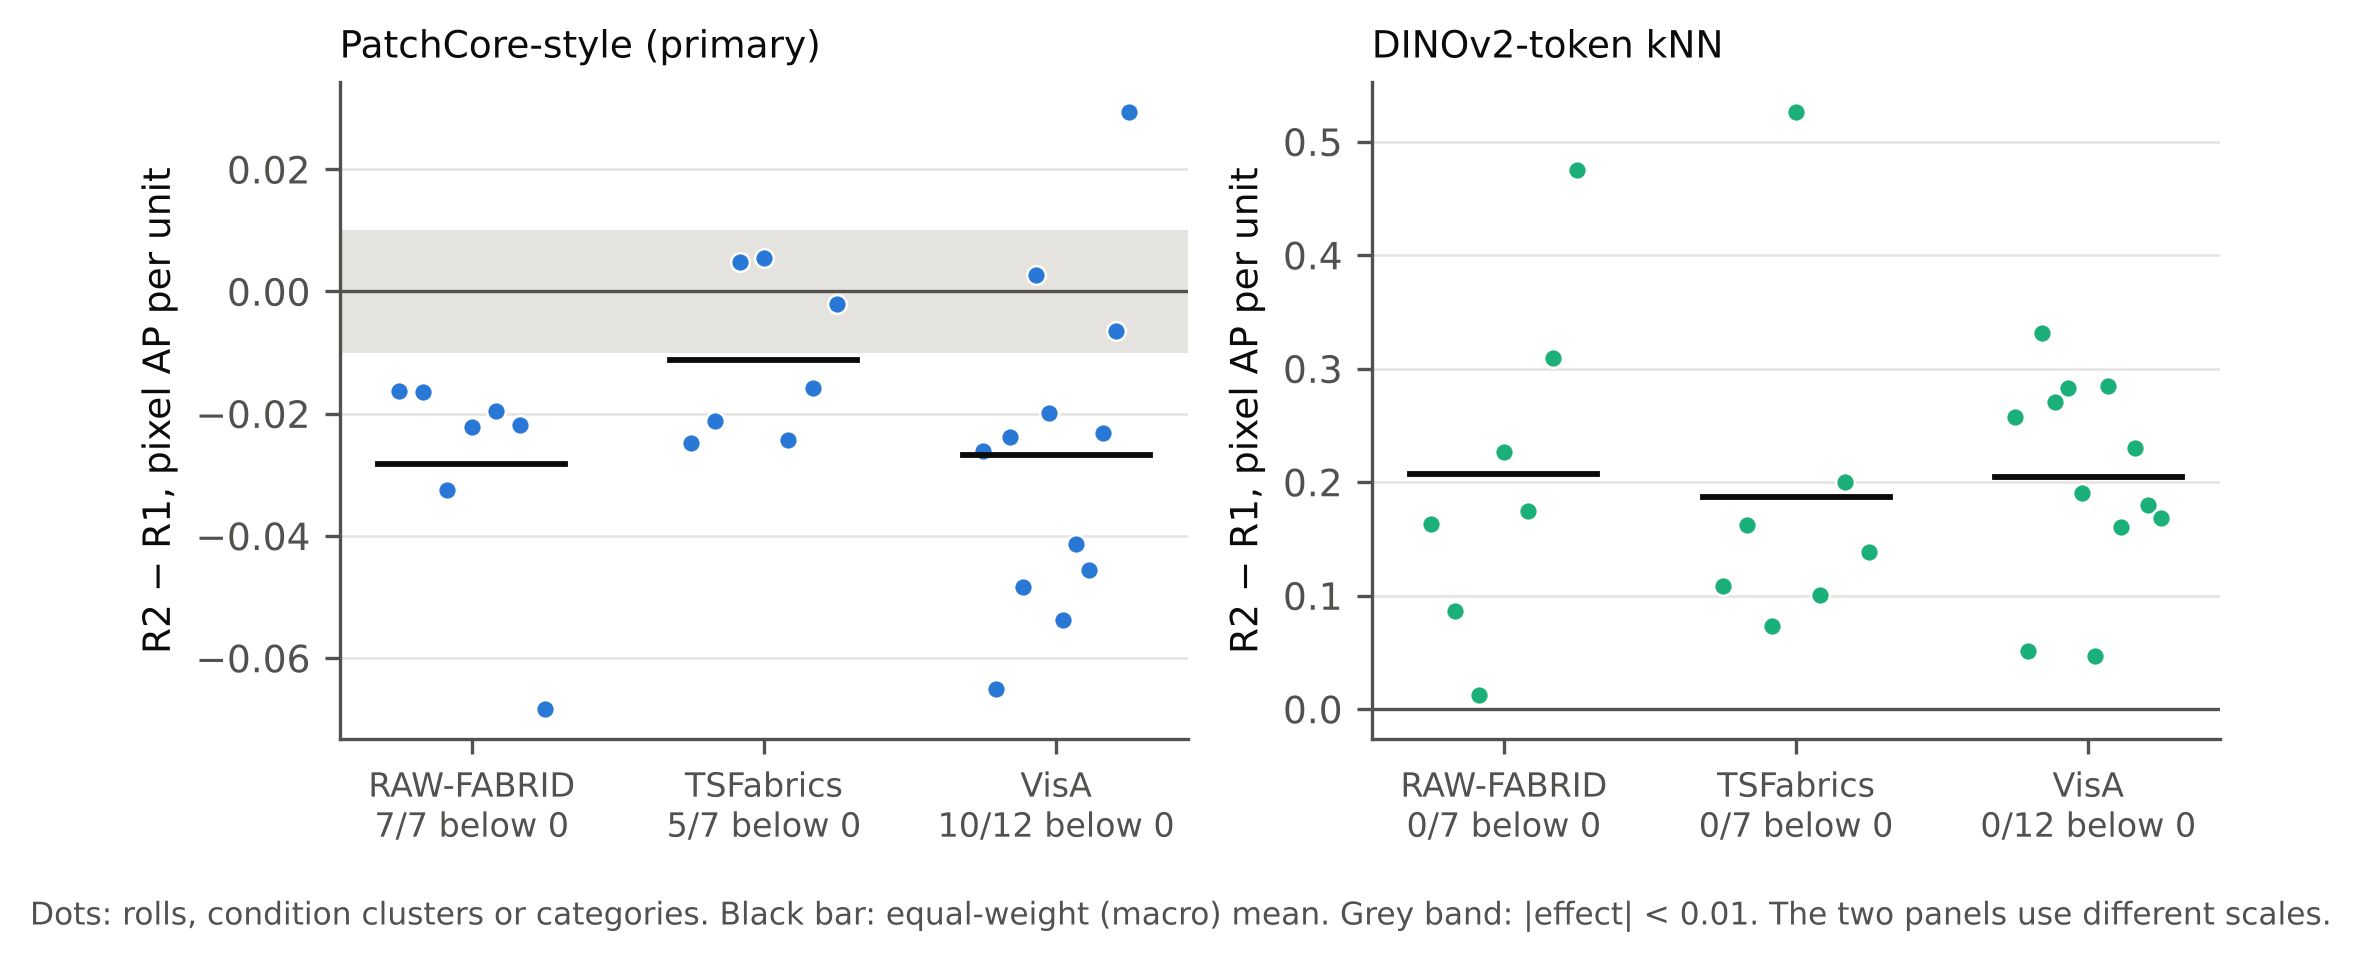 PatchCore-style (primary)
R2 − R1, pixel AP per unit
0.02
0.00
−0.02
−0.04
−0.06
RAW-FABRID
7/7 below 0
TSFabrics
5/7 below 0
VisA
10/12 below 0
DINOv2-token kNN
R2 − R1, pixel AP per unit
0.5
0.4
0.3
0.2
0.1
0.0
RAW-FABRID
0/7 below 0
TSFabrics
0/7 below 0
VisA
0/12 below 0
Dots: rolls, condition clusters or categories. Black bar: equal-weight (macro) mean. Grey band: |effect| < 0.01. The two panels use different scales.